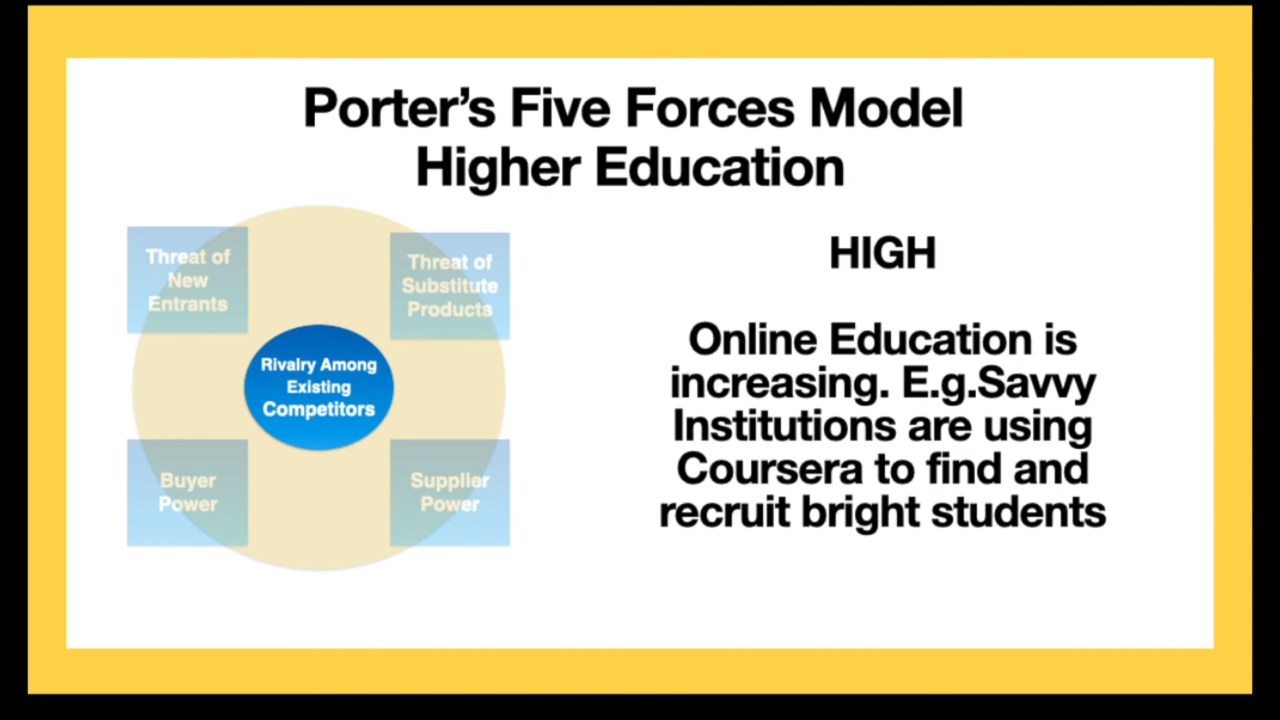 Porter’s Five Forces Model
Higher Education
Threat of
New
Entrants
Threat of
Substitute
Products
Rivalry Among
Existing
Competitors
Buyer
Power
Supplier
Power
HIGH
Online Education is
increasing. E.g.Savvy
Institutions are using
Coursera to find and
recruit bright students